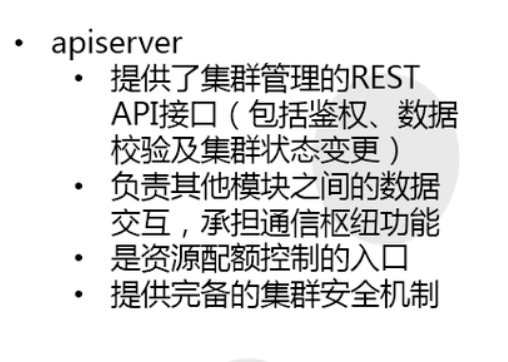 • apiserver
• 提供了集群管理的REST
API接口（包括鉴权、数据
校验及集群状态变更）
• 负责其他模块之间的数据
交互，承担通信枢纽功能
• 是资源配额控制的入口
• 提供完备的集群安全机制